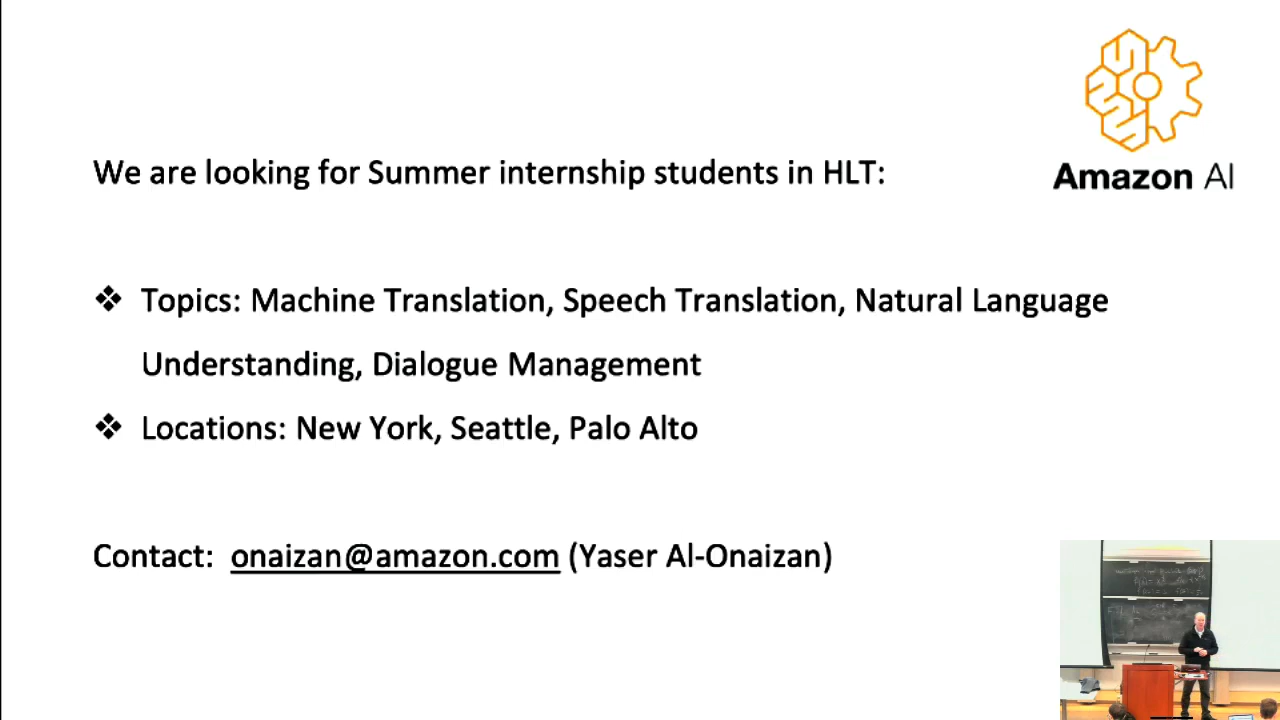 Amazon AI
We are looking for Summer internship students in HLT:
❖ Topics: Machine Translation, Speech Translation, Natural Language
Understanding, Dialogue Management
❖ Locations: New York, Seattle, Palo Alto
Contact: onaizan@amazon.com (Yaser Al-Onaizan)